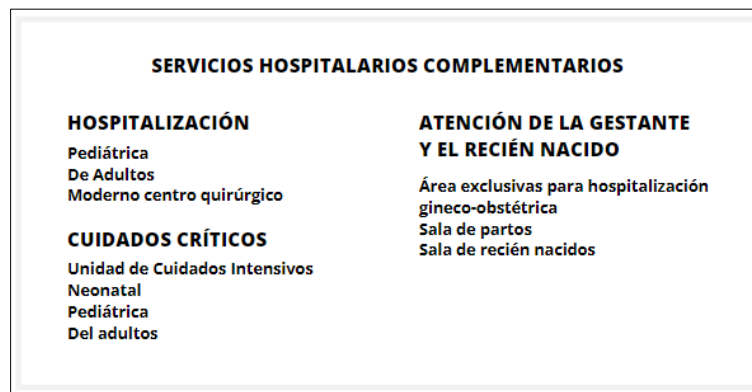 SERVICIOS HOSPITALARIOS COMPLEMENTARIOS
HOSPITALIZACIÓN
Pediátrica
De Adultos
Moderno centro quirúrgico
CUIDADOS CRÍTICOS
Unidad de Cuidados Intensivos
Neonatal
Pediátrica
Del adultos
ATENCIÓN DE LA GESTANTE
Y EL RECIÉN NACIDO
Área exclusivas para hospitalización
gineco-obstétrica
Sala de partos
Sala de recién nacidos